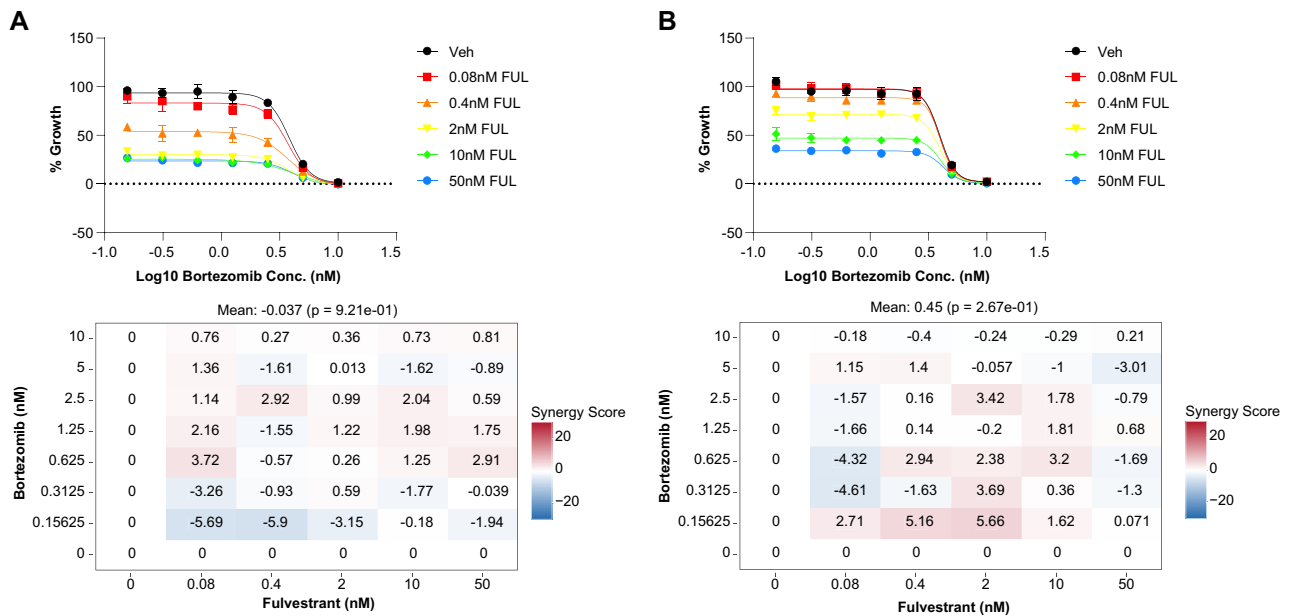 A
150
100
50
0
-50
% Growth
-1.0 -0.5 0.0 0.5 1.0 1.5
Log10 Bortezomib Conc. (nM)
Veh
0.08nM FUL
0.4nM FUL
2nM FUL
10nM FUL
50nM FUL
Mean: -0.037 (p = 9.21e-01)
Bortezomib (nM)
10 0 0.76 0.27 0.36 0.73 0.81
5 0 1.36 -1.61 0.013 -1.62 -0.89
2.5 0 1.14 2.92 0.99 2.04 0.59
1.25 0 2.16 -1.55 1.22 1.98 1.75
0.625 0 3.72 -0.57 0.26 1.25 2.91
0.3125 0 -3.26 -0.93 0.59 -1.77 -0.039
0.15625 0 -5.69 -5.9 -3.15 -0.18 -1.94
0 0 0 0 0 0 0
0 0.08 0.4 2 10 50
Fulvestrant (nM)
Synergy Score
20
0
−20
B
150
100
50
0
-50
% Growth
-1.0 -0.5 0.0 0.5 1.0 1.5
Log10 Bortezomib Conc. (nM)
Veh
0.08nM FUL
0.4nM FUL
2nM FUL
10nM FUL
50nM FUL
Mean: 0.45 (p = 2.67e-01)
Bortezomib (nM)
10 0 -0.18 -0.4 -0.24 -0.29 0.21
5 0 1.15 1.4 -0.057 -1 -3.01
2.5 0 -1.57 0.16 3.42 1.78 -0.79
1.25 0 -1.66 0.14 -0.2 1.81 0.68
0.625 0 -4.32 2.94 2.38 3.2 -1.69
0.3125 0 -4.61 -1.63 3.69 0.36 -1.3
0.15625 0 2.71 5.16 5.66 1.62 0.071
0 0 0 0 0 0 0
0 0.08 0.4 2 10 50
Fulvestrant (nM)
Synergy Score
20
0
−20